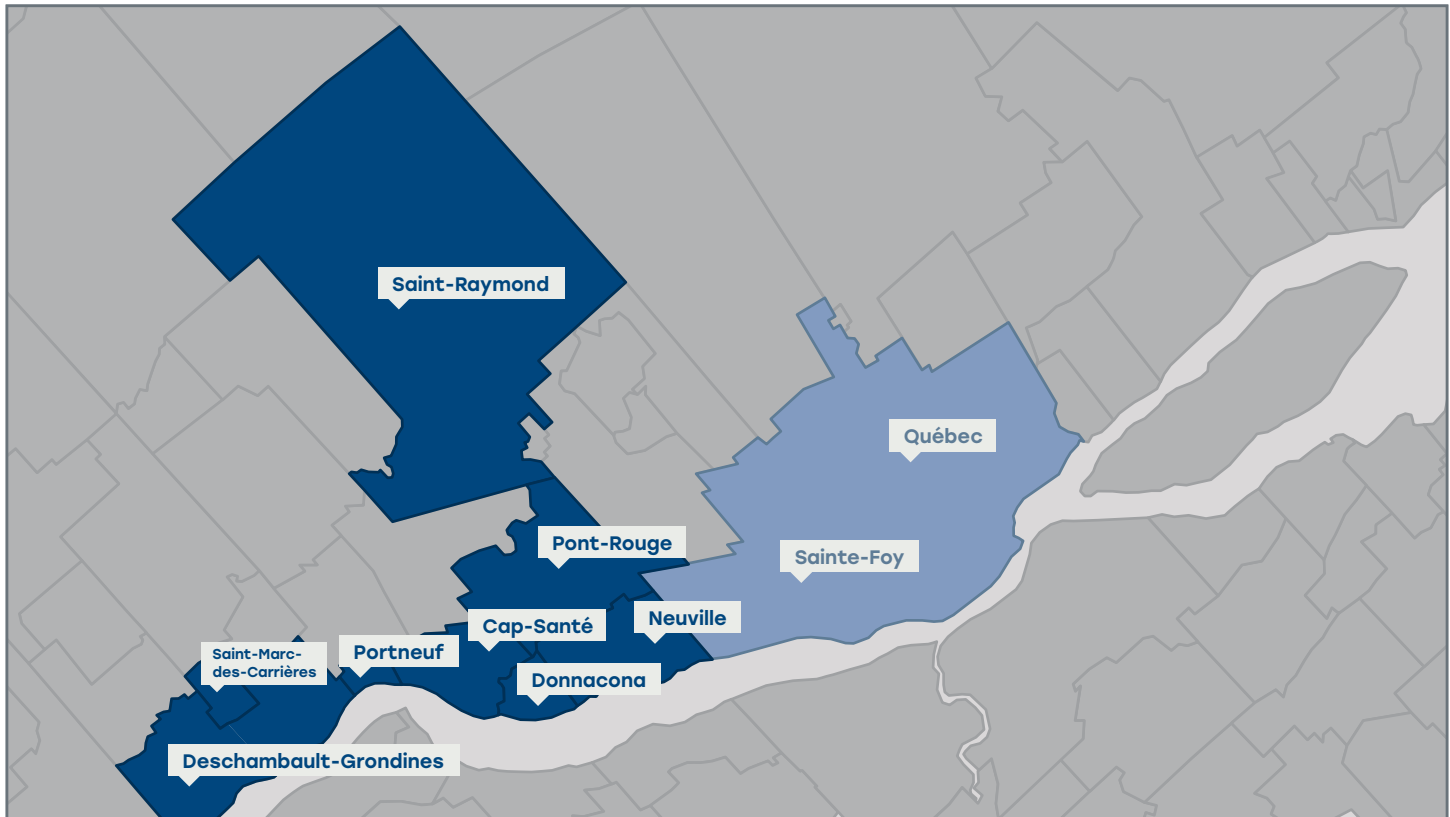 Saint-Raymond
Québec
Pont-Rouge
Sainte-Foy
Neuville
Cap-Santé
Saint-Marc-
des-Carrières
Portneuf
Donnacona
Deschambault-Grondines